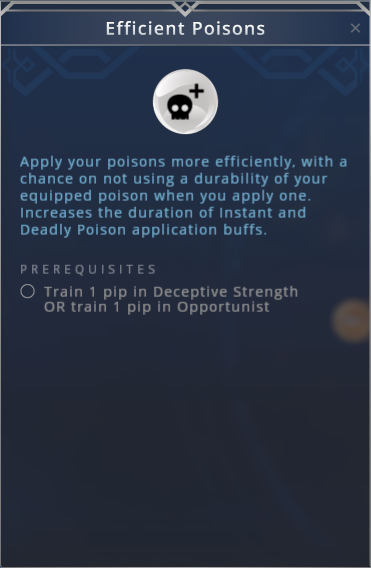 Efficient Poisons
Apply your poisons more efficiently, with a
chance on not using a durability of your
equipped poison when you apply one.
Increases the duration of Instant and
Deadly Poison application buffs.
PREREQUISITES
Train 1 pip in Deceptive Strength
OR train 1 pip in Opportunist